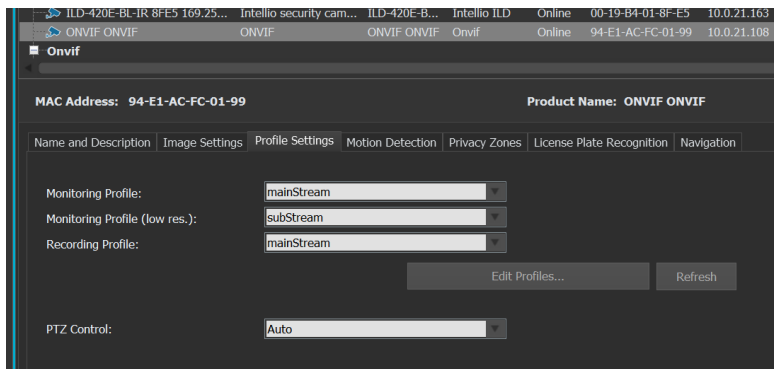 ILD-420E-BL-IR 8FE5 169.25... Intellio security cam... ILD-420E-B... Intellio ILD Online 00-19-B4-01-8F-E5 10.0.21.163
ONVIF ONVIF ONVIF ONVIF ONVIF Onvif Online 94-E1-AC-FC-01-99 10.0.21.108
Onvif
MAC Address: 94-E1-AC-FC-01-99 Product Name: ONVIF ONVIF
Name and Description Image Settings Profile Settings Motion Detection Privacy Zones License Plate Recognition Navigation
Monitoring Profile: mainStream
Monitoring Profile (low res.): subStream
Recording Profile: mainStream
Edit Profiles... Refresh
PTZ Control: Auto